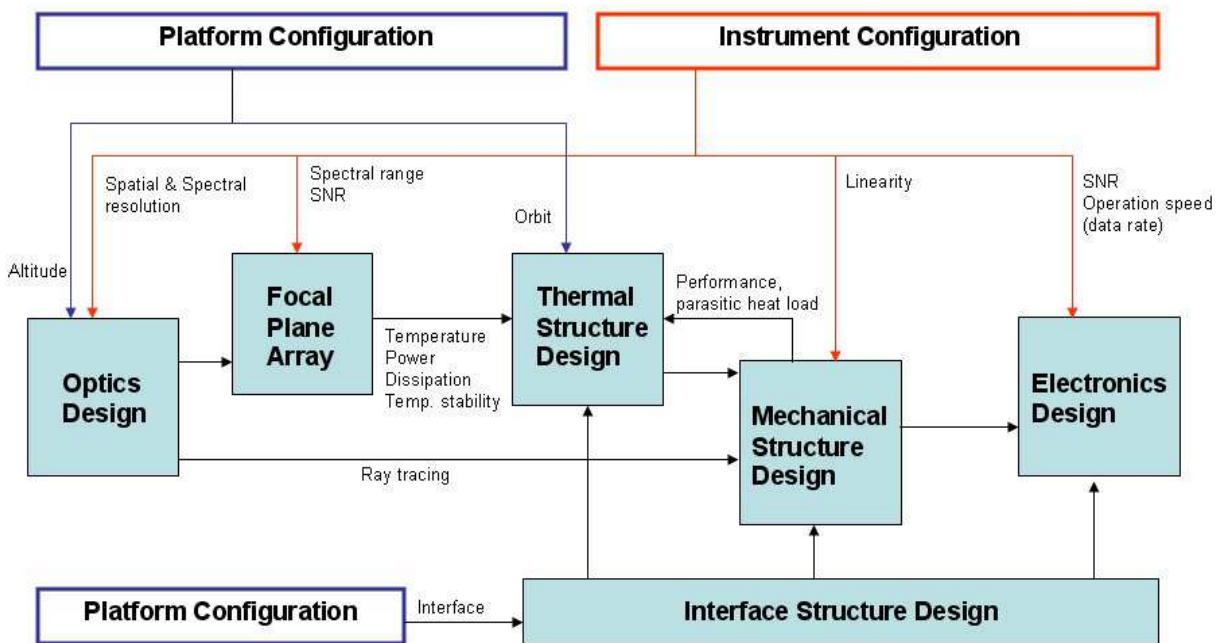 Platform Configuration
Instrument Configuration
Spatial & Spectral
resolution
Spectral range
SNR
Orbit
Linearity
SNR
Operation speed
(data rate)
Altitude
Focal
Plane
Array
Thermal
Structure
Design
Performance,
parasitic heat load
Temperature
Power
Dissipation
Temp. stability
Optics
Design
Mechanical
Structure
Design
Electronics
Design
Ray tracing
Platform Configuration
Interface
Interface Structure Design